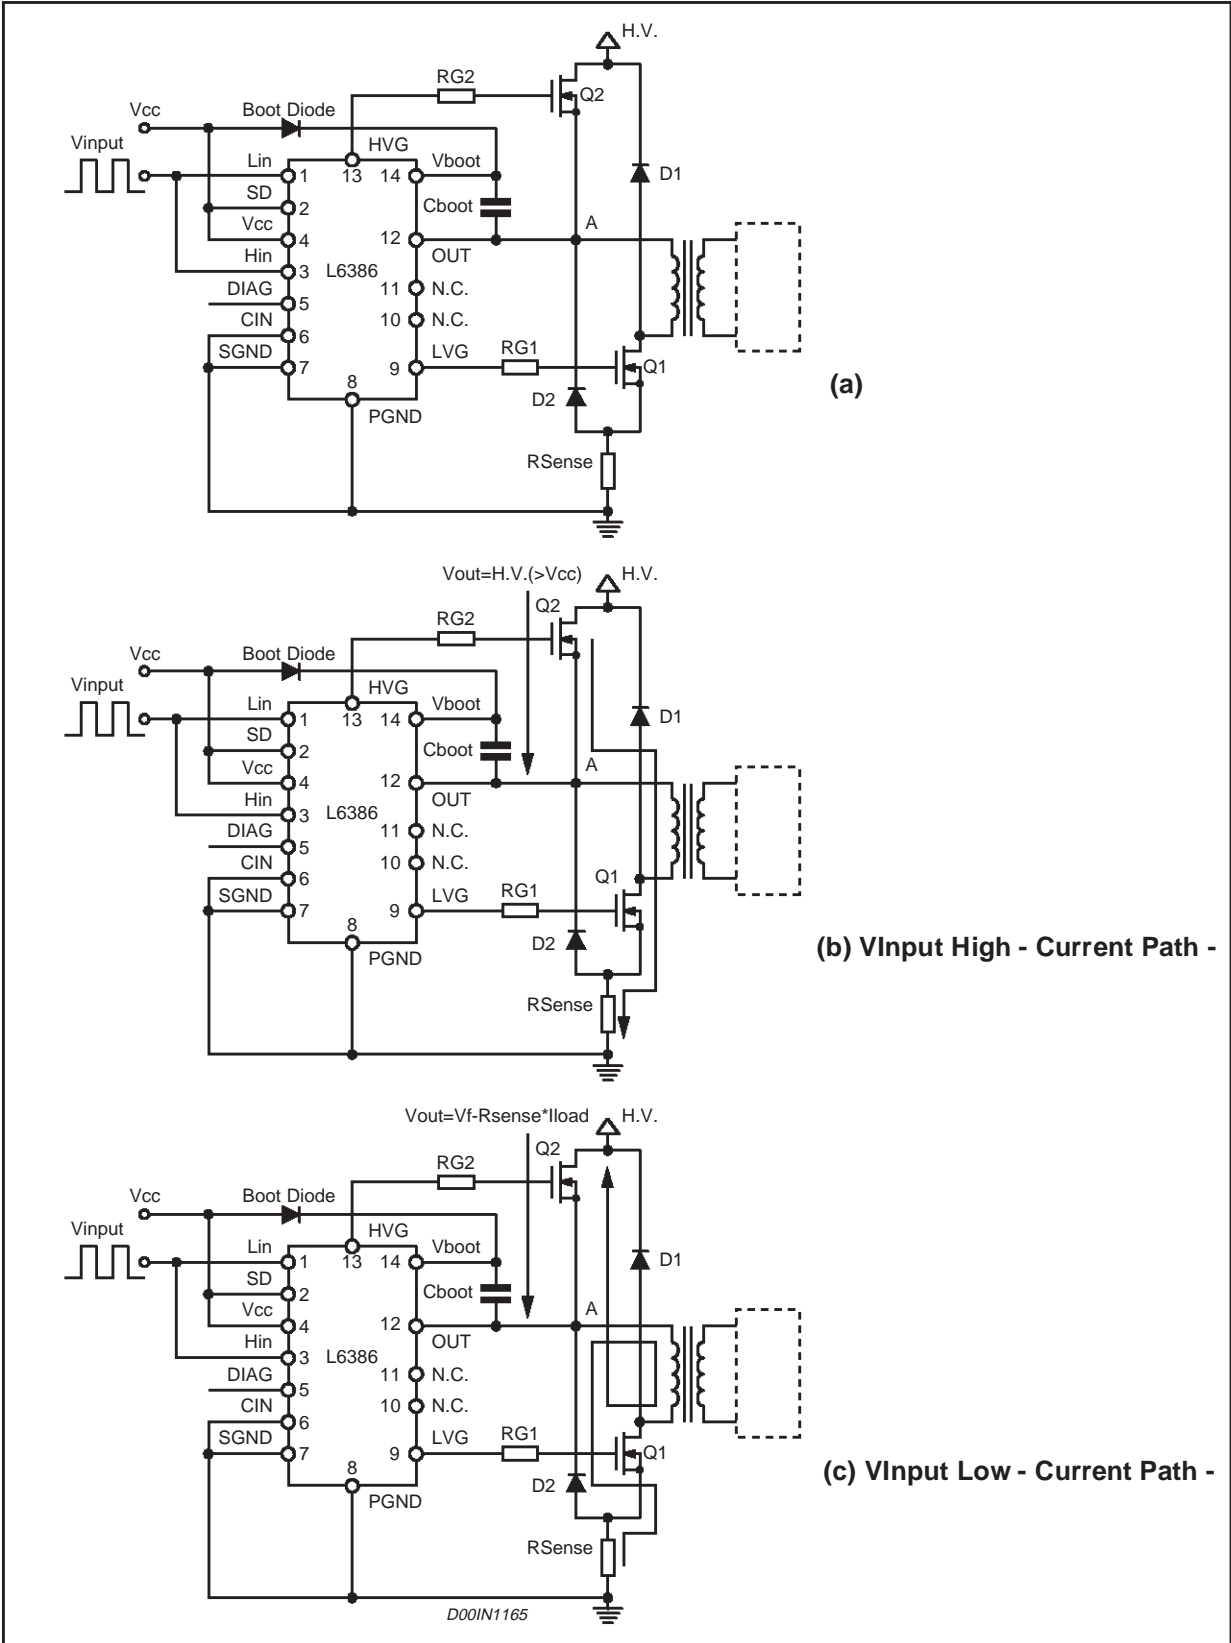 H.V.
RG2
Q2
Vcc
Boot Diode
Vinput
HVG
Lin
1
13
14
Vboot
D1
SD
2
Cboot
Vcc
4
12
A
OUT
Hin
3
L6386
11
N.C.
DIAG
5
10
N.C.
CIN
6
SGND
7
9
LVG
RG1
Q1
8
PGND
D2
(a)
RSense
Vout=H.V.(>Vcc)
H.V.
Q2
RG2
Vcc
Boot Diode
Vinput
HVG
Lin
1
13
14
Vboot
D1
SD
2
Cboot
Vcc
4
12
A
OUT
Hin
3
L6386
11
N.C.
DIAG
5
10
N.C.
CIN
6
Q1
SGND
7
9
LVG
RG1
8
PGND
D2
(b) VInput High - Current Path -
RSense
Vout=Vf-Rsense*Iload
H.V.
Q2
RG2
Vcc
Boot Diode
Vinput
HVG
Lin
1
13
14
Vboot
D1
SD
2
Cboot
Vcc
4
12
A
OUT
Hin
3
L6386
11
N.C.
DIAG
5
10
N.C.
CIN
6
SGND
7
9
LVG
RG1
Q1
8
PGND
D2
(c) VInput Low - Current Path -
RSense
D00IN1165